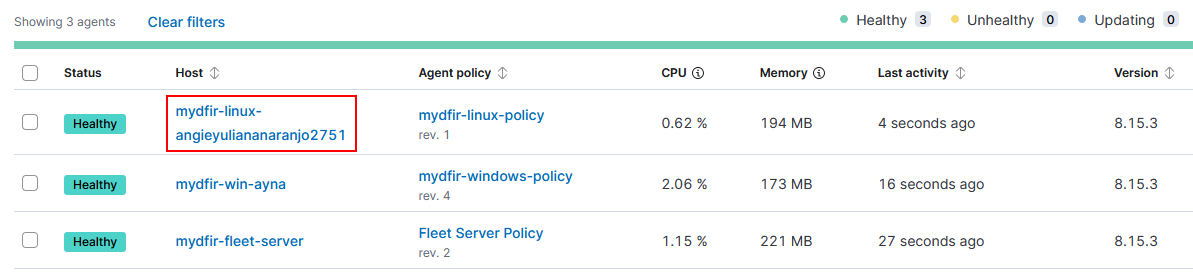 Showing 3 agents Clear filters Healthy 3 Unhealthy 0 Updating 0
Status Host Agent policy CPU Memory Last activity Version
mydfir-linux-
angieyuliananaranjo2751
Healthy
mydfir-linux-policy
rev. 1
0.62 % 194 MB 4 seconds ago 8.15.3
Healthy mydfir-win-ayna
mydfir-windows-policy
rev. 4
2.06 % 173 MB 16 seconds ago 8.15.3
Healthy mydfir-fleet-server
Fleet Server Policy
rev. 2
1.15 % 221 MB 27 seconds ago 8.15.3